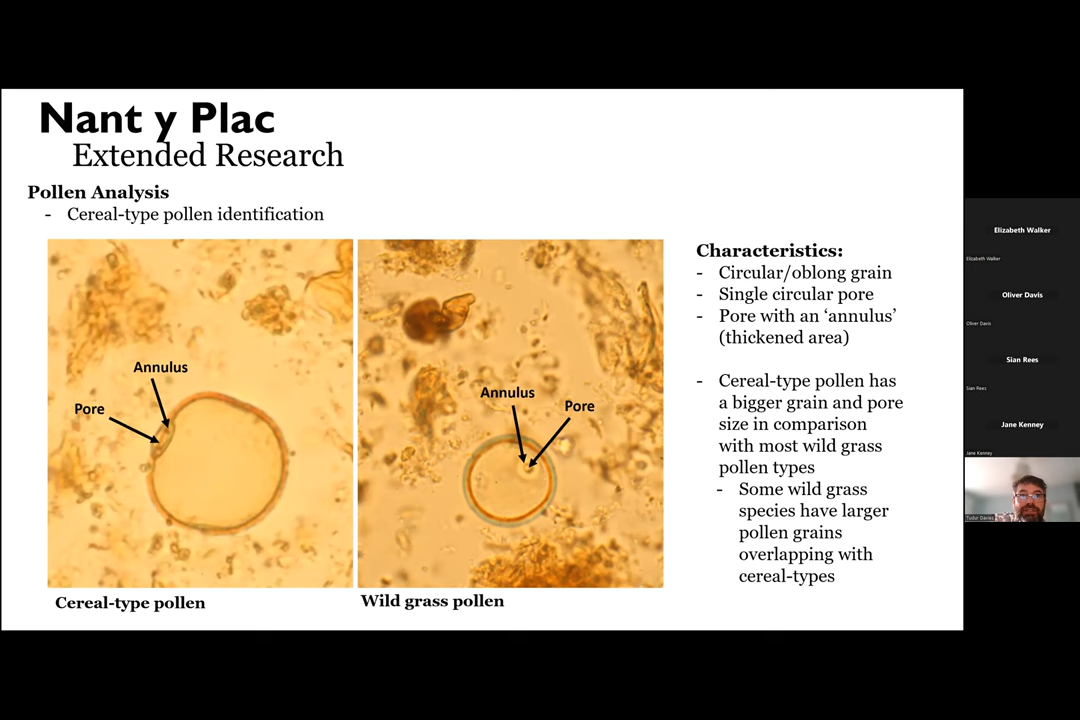 Nant y Plac
Extended Research
Pollen Analysis
- Cereal-type pollen identification
Annulus
Pore
Annulus
Pore
Cereal-type pollen
Wild grass pollen
Characteristics:
- Circular/oblong grain
- Single circular pore
- Pore with an ‘annulus’
(thickened area)
- Cereal-type pollen has
a bigger grain and pore
size in comparison
with most wild grass
pollen types
- Some wild grass
species have larger
pollen grains
overlapping with
cereal-types
Elizabeth Walker
Elizabeth Walker
Oliver Davis
Oliver Davis
Sian Rees
Sian Rees
Jane Kenney
Jane Kenney
Tudur Davies